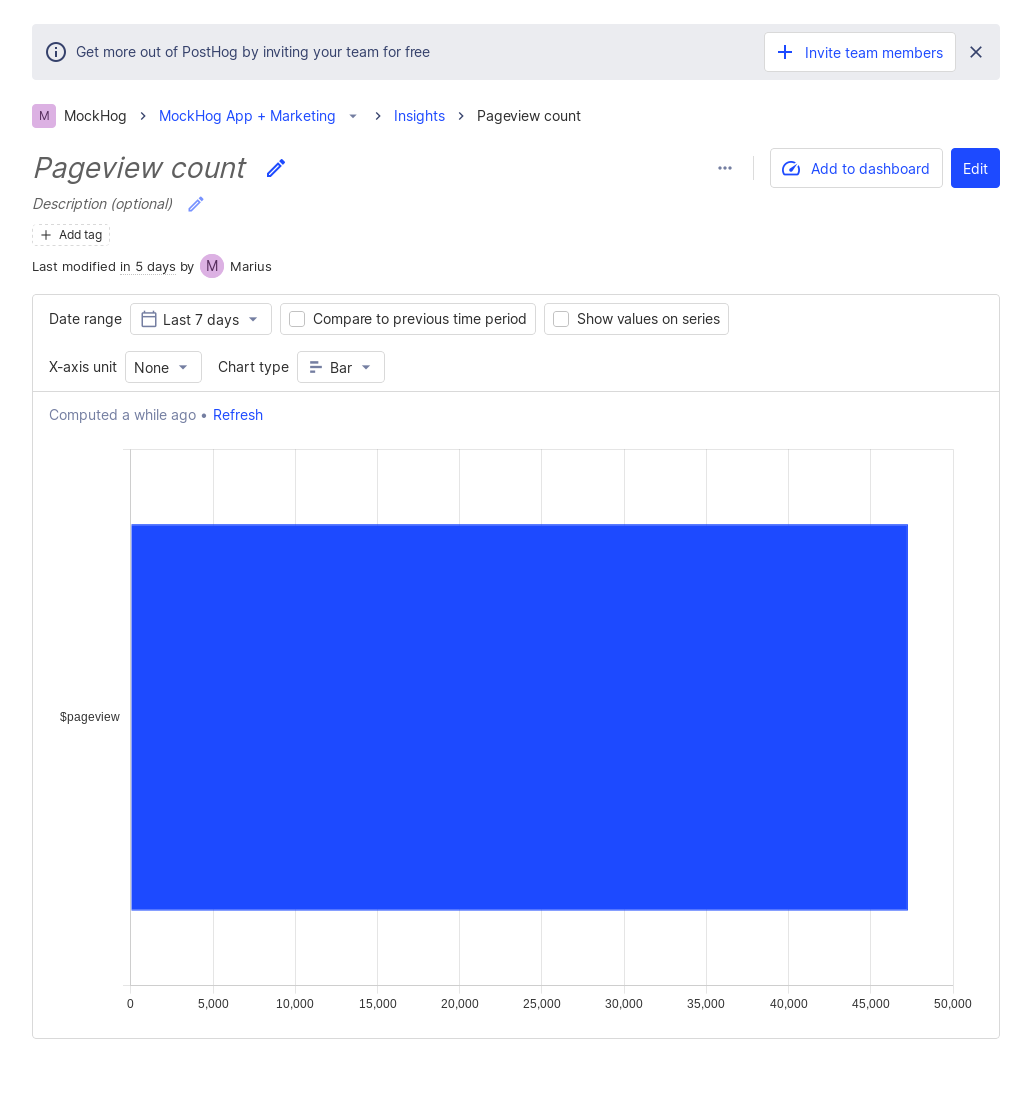 Get more out of PostHog by inviting your team for free
Invite team members
M MockHog MockHog App + Marketing Insights Pageview count
Pageview count
Add to dashboard
Edit
Description (optional)
Add tag
Last modified in 5 days by M Marius
Date range Last 7 days Compare to previous time period Show values on series
X-axis unit None Chart type Bar
Computed a while ago • Refresh
$pageview
0 5,000 10,000 15,000 20,000 25,000 30,000 35,000 40,000 45,000 50,000